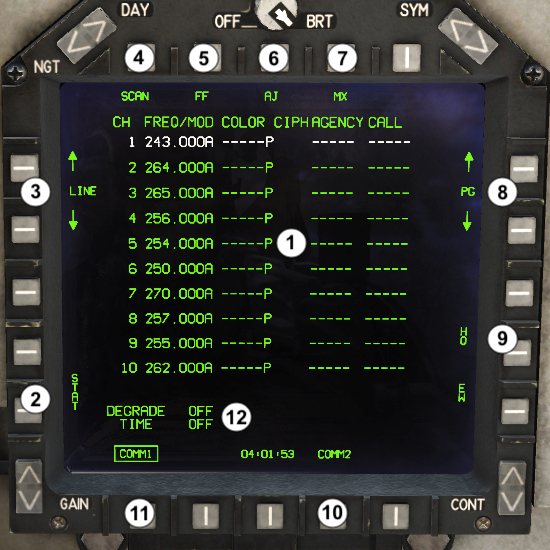 DAY
OFF
BRT
SYM
NGT
4
5
6
7
SCAN FF AJ MX
CH FREQ/MOD COLOR CIPH AGENCY CALL
1 243.000A -----P ----- -----
2 264.000A -----P ----- -----
3 265.000A -----P ----- -----
4 256.000A -----P ----- -----
5 254.000A -----P ----- -----
6 250.000A -----P ----- -----
7 270.000A -----P ----- -----
8 257.000A -----P ----- -----
9 255.000A -----P ----- -----
10 262.000A -----P ----- -----
3
LINE
PG
8
1
HQ
9
STAT
EW
2
DEGRADE OFF
TIME OFF
12
COMM1 04:01:53 COMM2
GAIN
CONT
11
10